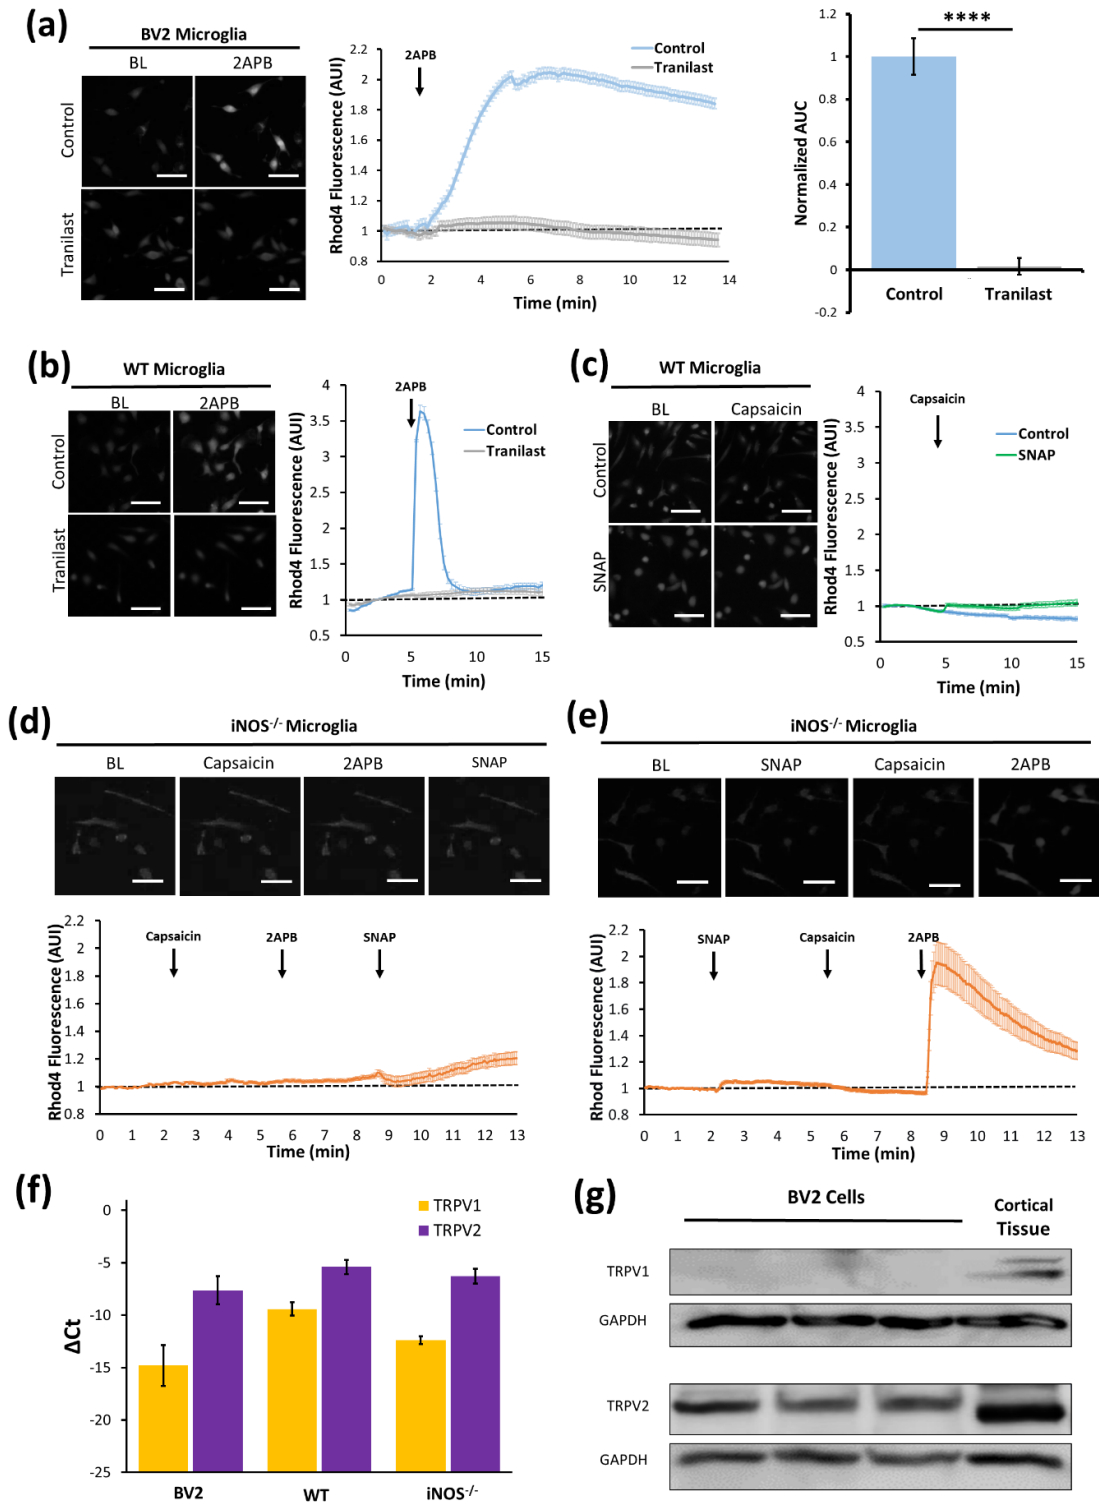 (a)
BV2 Microglia
BL 2APB
Control
Tranilast
Rhod4 Fluorescence (AUI)
2.2
2
1.8
1.6
1.4
1.2
1
0.8
2APB
Control
Tranilast
0 2 4 6 8 10 12 14
Time (min)
Normalized AUC
1.2
1
0.8
0.6
0.4
0.2
0
-0.2
****
Control Tranilast
(b)
WT Microglia
BL 2APB
Control
Tranilast
Rhod4 Fluorescence (AUI)
4
3.5
3
2.5
2
1.5
1
0.5
2APB
Control
Tranilast
0 5 10 15
Time (min)
(c)
WT Microglia
BL Capsaicin
Control
SNAP
Rhod4 Fluorescence (AUI)
4
3.5
3
2.5
2
1.5
1
0.5
Capsaicin
Control
SNAP
0 5 10 15
Time (min)
(d)
iNOS-/- Microglia
BL Capsaicin 2APB SNAP
Rhod4 Fluorescence (AUI)
2.2
2
1.8
1.6
1.4
1.2
1
0.8
Capsaicin 2APB SNAP
0 1 2 3 4 5 6 7 8 9 10 11 12 13
Time (min)
(e)
iNOS-/- Microglia
BL SNAP Capsaicin 2APB
Rhod Fluorescence (AUI)
2.2
2
1.8
1.6
1.4
1.2
1
0.8
SNAP Capsaicin 2APB
0 1 2 3 4 5 6 7 8 9 10 11 12 13
Time (min)
(f)
ΔCt
0
-5
-10
-15
-20
-25
TRPV1
TRPV2
BV2 WT iNOS-/-
(g)
BV2 Cells
Cortical
Tissue
TRPV1
GAPDH
TRPV2
GAPDH